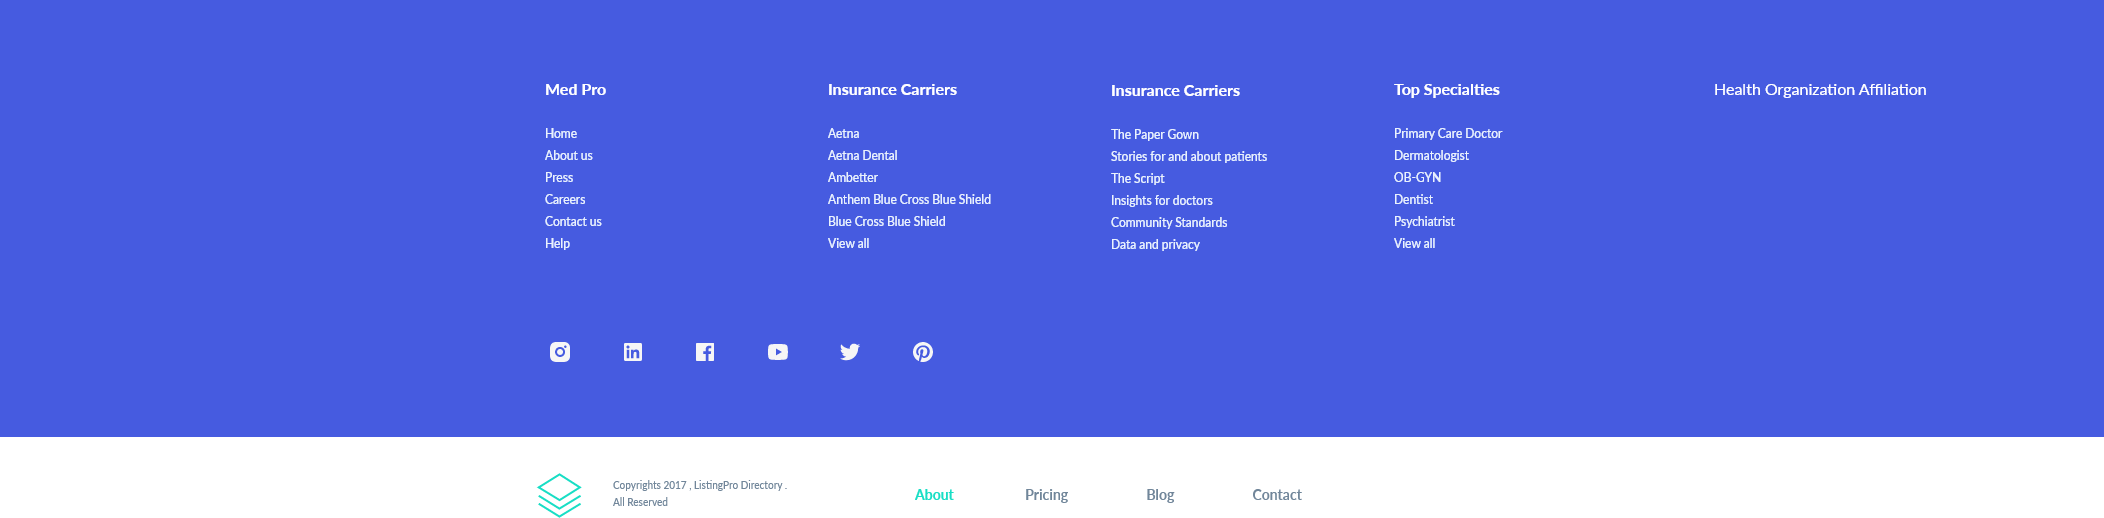 Med Pro
Home
About us
Press
Careers
Contact us
Help
Insurance Carriers
Aetna
Aetna Dental
Ambetter
Anthem Blue Cross Blue Shield
Blue Cross Blue Shield
View all
Insurance Carriers
The Paper Gown
Stories for and about patients
The Script
Insights for doctors
Community Standards
Data and privacy
Top Specialties
Primary Care Doctor
Dermatologist
OB-GYN
Dentist
Psychiatrist
View all
Health Organization Affiliation
Copyrights 2017 , ListingPro Directory .
All Reserved
About
Pricing
Blog
Contact